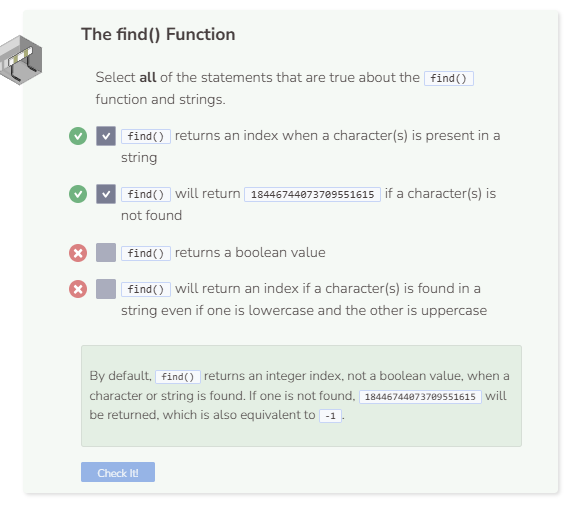 The find() Function
Select all of the statements that are true about the find()
function and strings.
find() returns an index when a character(s) is present in a
string
find() will return 18446744073709551615 if a character(s) is
not found
find() returns a boolean value
find() will return an index if a character(s) is found in a
string even if one is lowercase and the other is uppercase
By default, find() returns an integer index, not a boolean value, when a
character or string is found. If one is not found, 18446744073709551615 will
be returned, which is also equivalent to -1.
Check It!